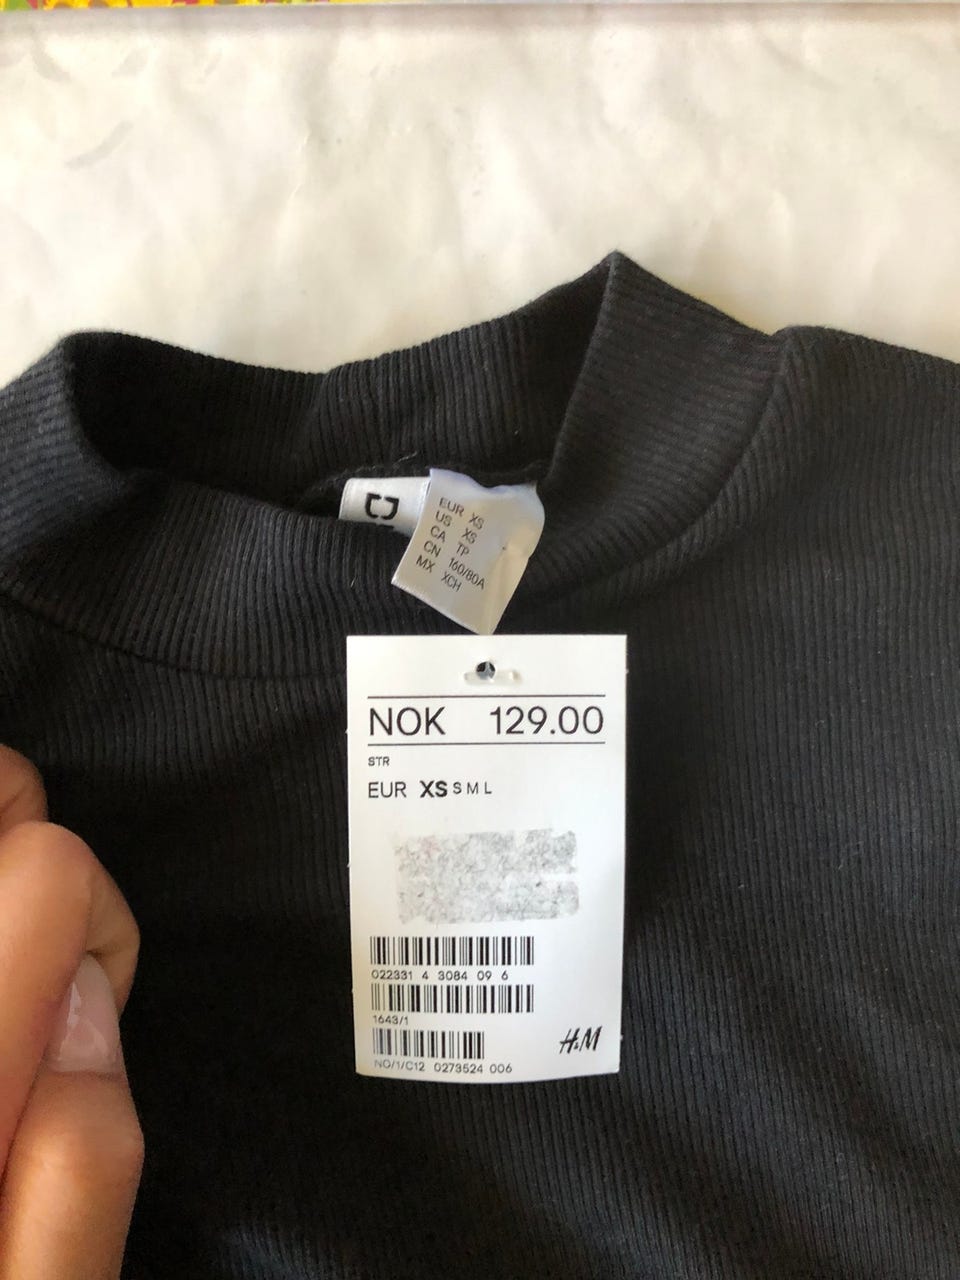 D
EUR XS
US XS
CA TP
CN 160/80A
MX XCH
NOK 129.00
STR
EUR XS S M L
022331 4 3084 09 6
1643/1
H&M
NO/1/C12 0273524 006